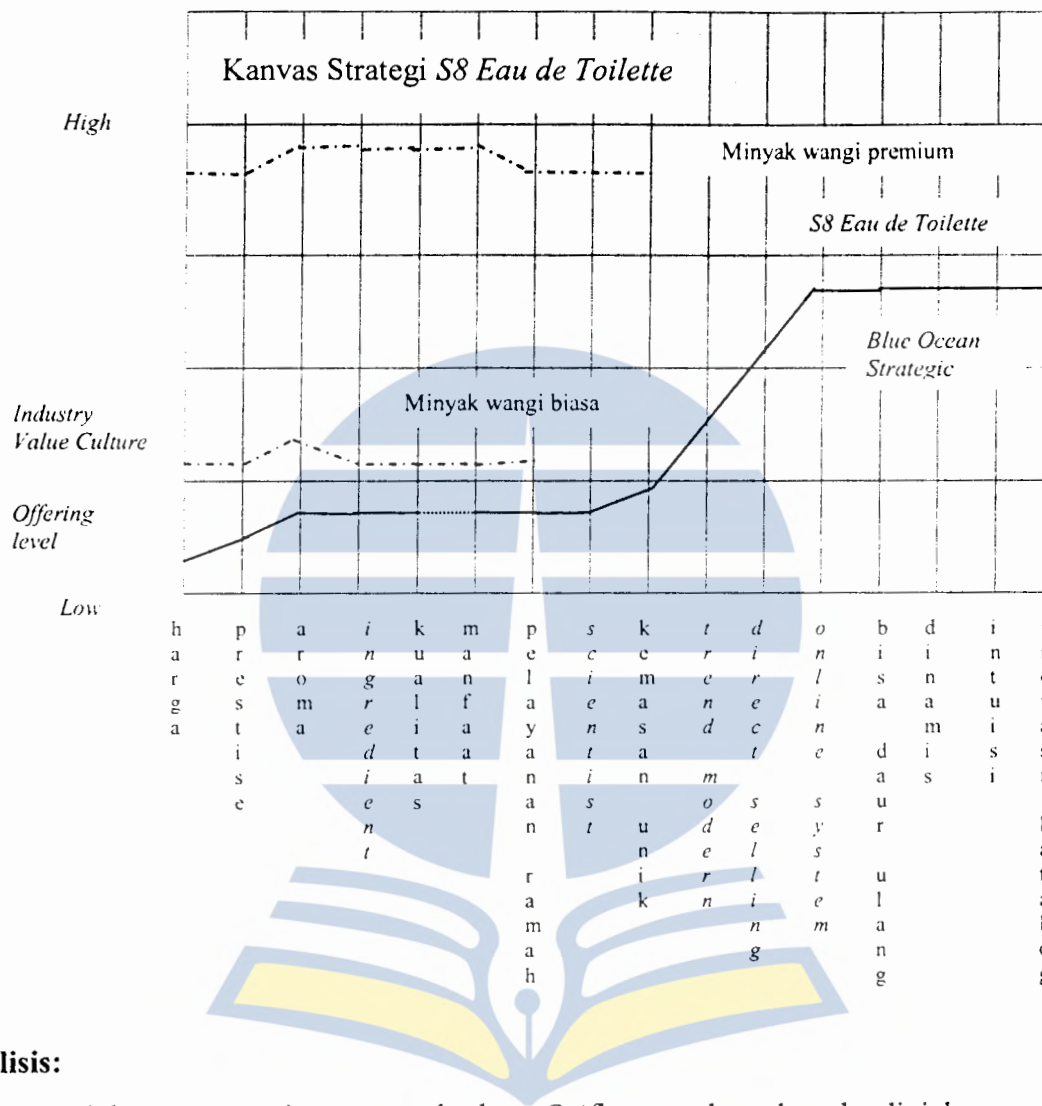 Kanvas Strategi S8 Eau de Toilette
High
Minyak wangi premium
S8 Eau de Toilette
Blue Ocean
Strategic
Minyak wangi biasa
Industry
Value Culture
Offering
level
Low
harga
prestise
aroma
ingredient
kualitas
manfaat
pelayanan ramah
scientist
kemasan unik
trend modern
direct selling
online system
bisa daur ulang
dinamis
intuisi
lisis: